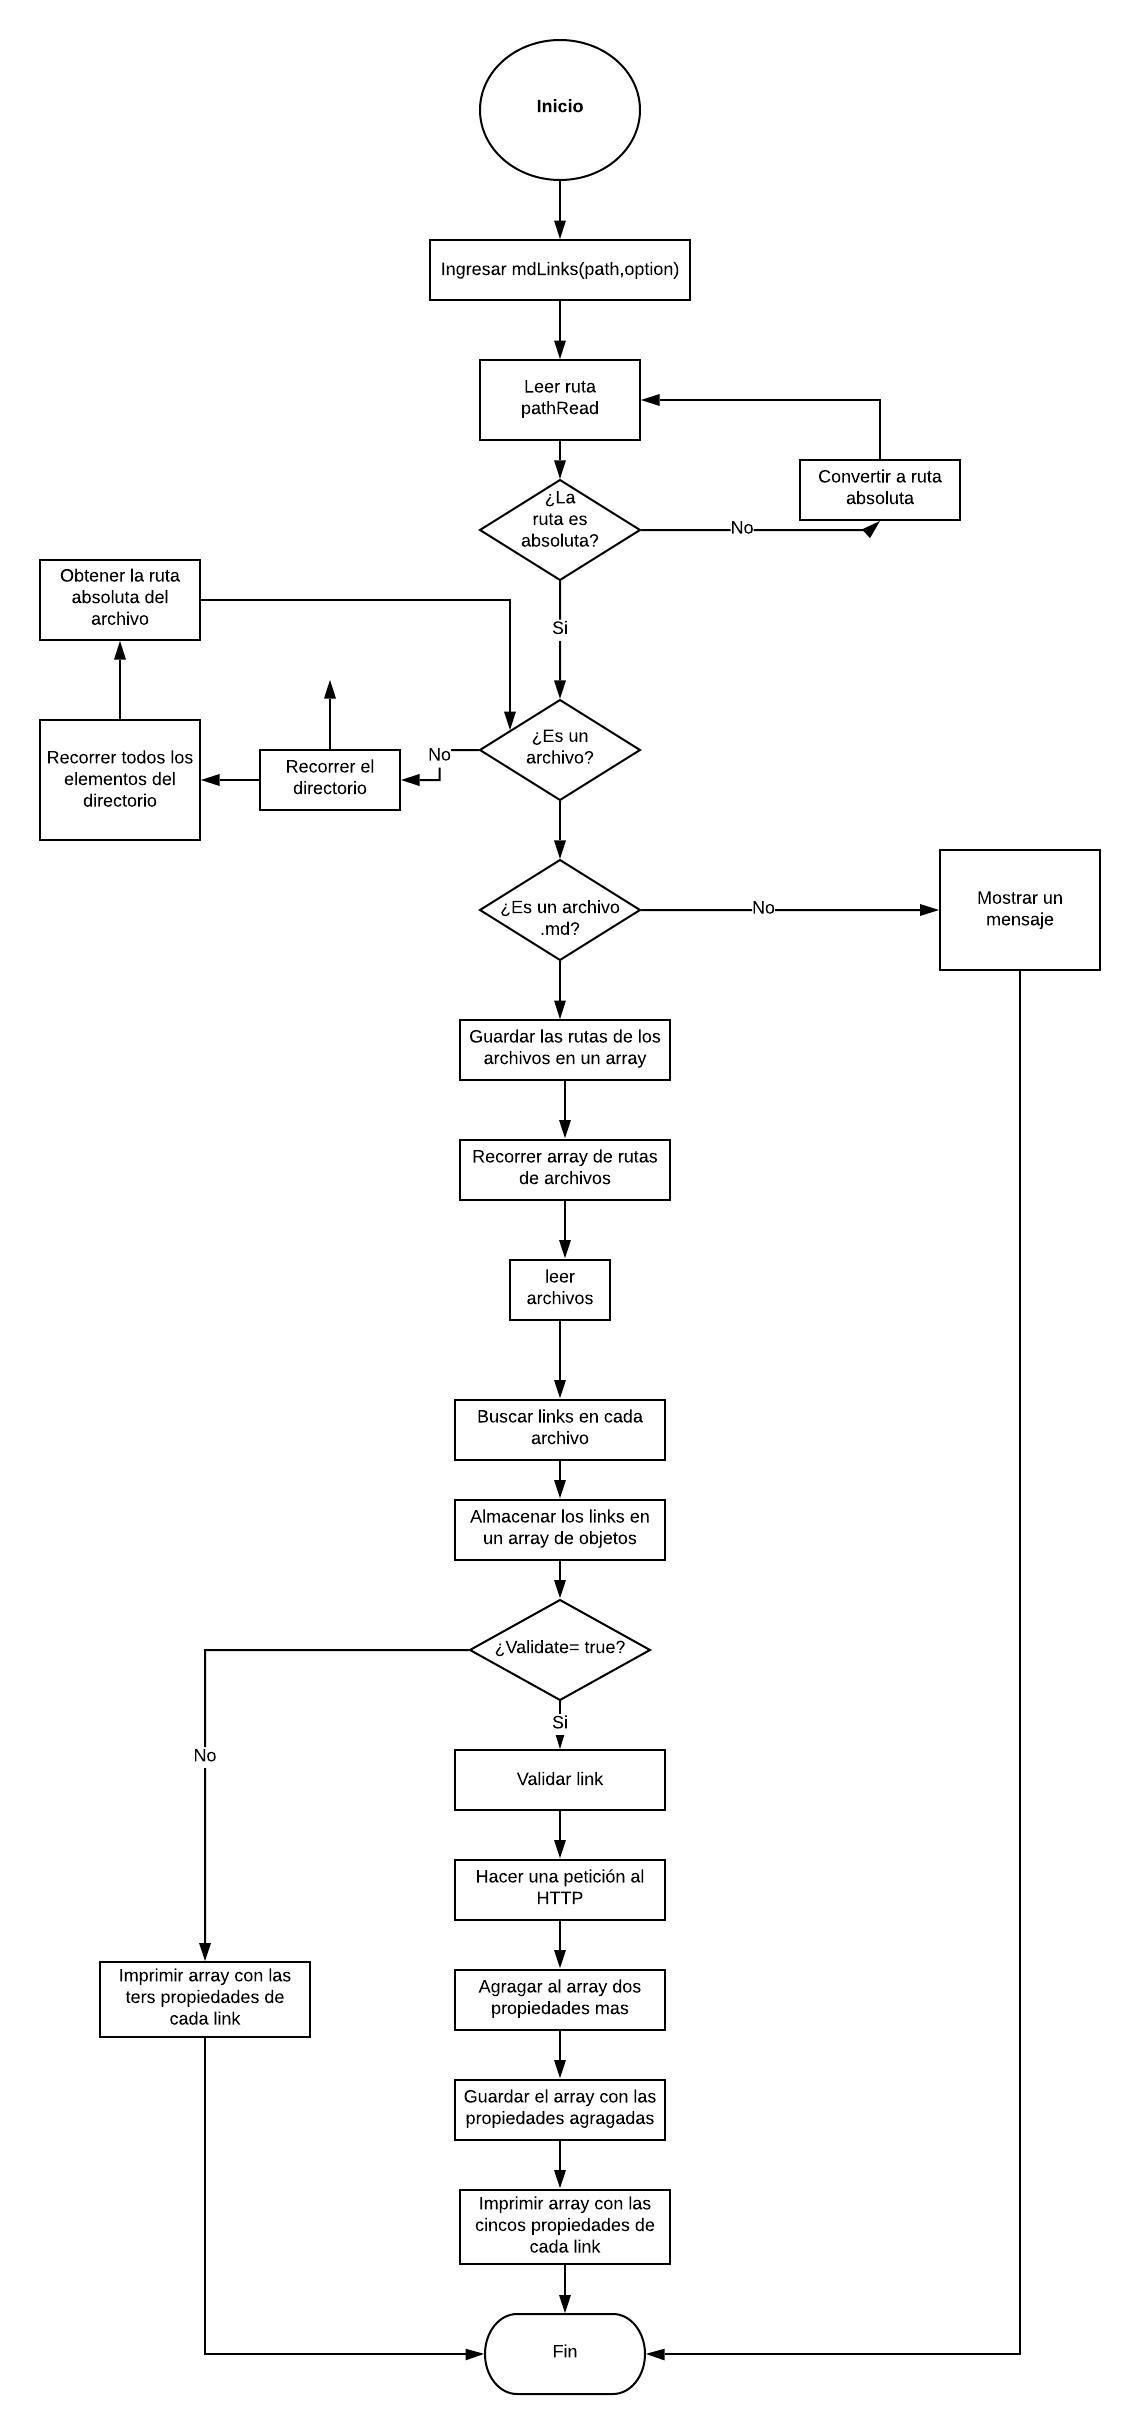 Inicio
Ingresar mdLinks(path,option)
Leer ruta
pathRead
Convertir a ruta
absoluta
¿La
ruta es
absoluta?
No
Obtener la ruta
absoluta del
archivo
Si
¿Es un
archivo?
No
Recorrer el
directorio
Recorrer todos los
elementos del
directorio
¿Es un archivo
.md?
No
Mostrar un
mensaje
Guardar las rutas de los
archivos en un array
Recorrer array de rutas
de archivos
leer
archivos
Buscar links en cada
archivo
Almacenar los links en
un array de objetos
¿Validate= true?
Si
No
Validar link
Hacer una petición al
HTTP
Imprimir array con las
ters propiedades de
cada link
Agragar al array dos
propiedades mas
Guardar el array con las
propiedades agragadas
Imprimir array con las
cincos propiedades de
cada link
Fin